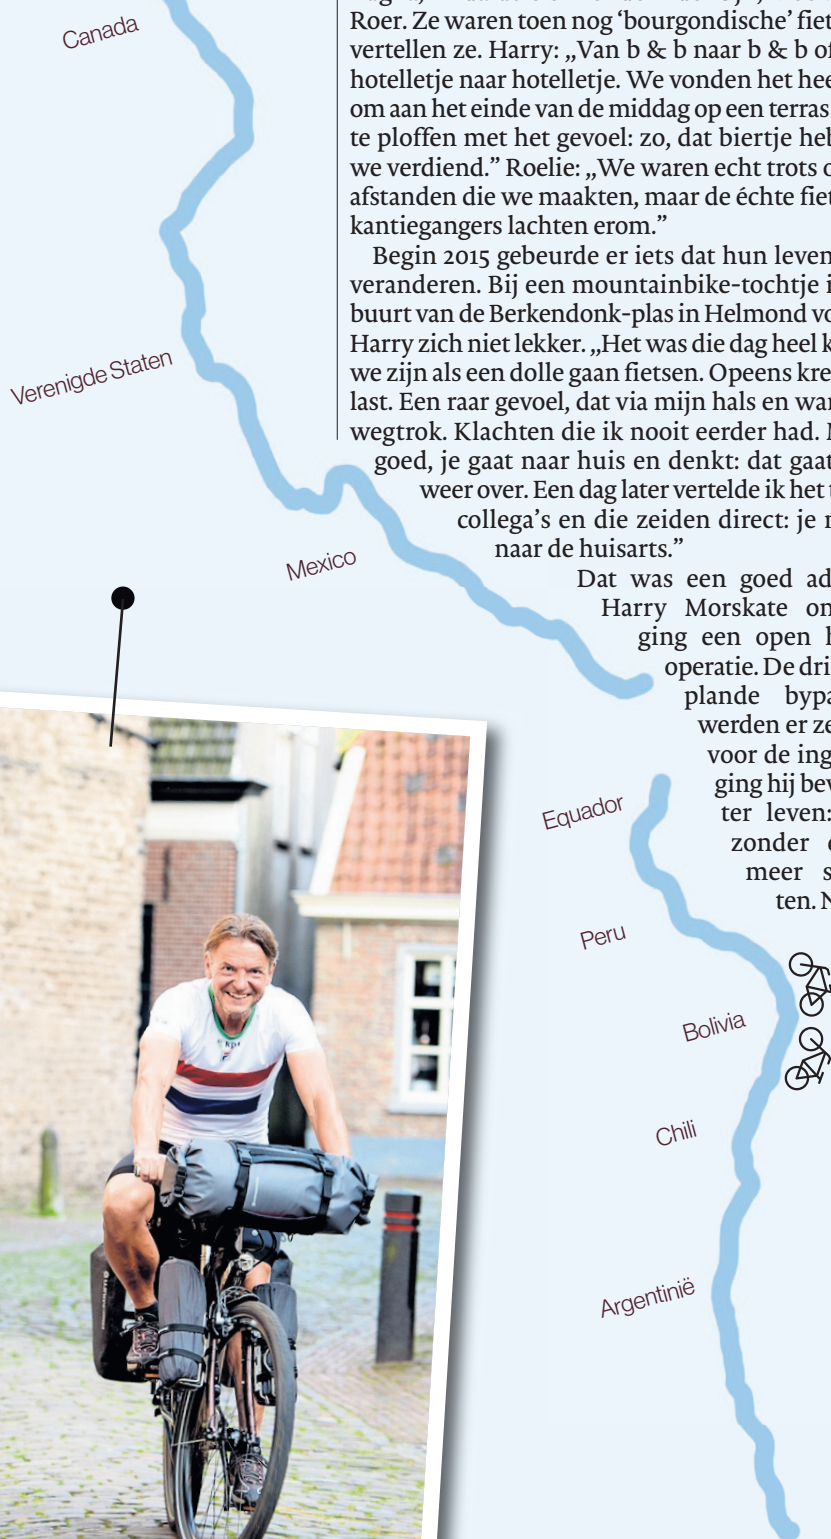 Canada
Verenigde Staten
Mexico
Equador
Peru
Bolivia
Chili
Argentinië
Roer. Ze waren toen nog ‘bourgondische’ fiet
vertellen ze. Harry: „Van b & b naar b & b of
hotelletje naar hotelletje. We vonden het hee
om aan het einde van de middag op een terras
te ploffen met het gevoel: zo, dat biertje heb
we verdiend.” Roelie: „We waren echt trots o
afstanden die we maakten, maar de échte fiet
kantiegangers lachten erom.”
Begin 2015 gebeurde er iets dat hun leven
veranderen. Bij een mountainbike-tochtje i
buurt van de Berkendonk-plas in Helmond vo
Harry zich niet lekker. „Het was die dag heel k
we zijn als een dolle gaan fietsen. Opeens kre
last. Een raar gevoel, dat via mijn hals en wan
wegtrok. Klachten die ik nooit eerder had. M
goed, je gaat naar huis en denkt: dat gaat
weer over. Een dag later vertelde ik het t
collega’s en die zeiden direct: je m
naar de huisarts.”
Dat was een goed ad
Harry Morskate on
ging een open h
operatie. De dri
plande bypa
werden er ze
voor de ing
ging hij bew
ter leven:
zonder
meer s
ten. N